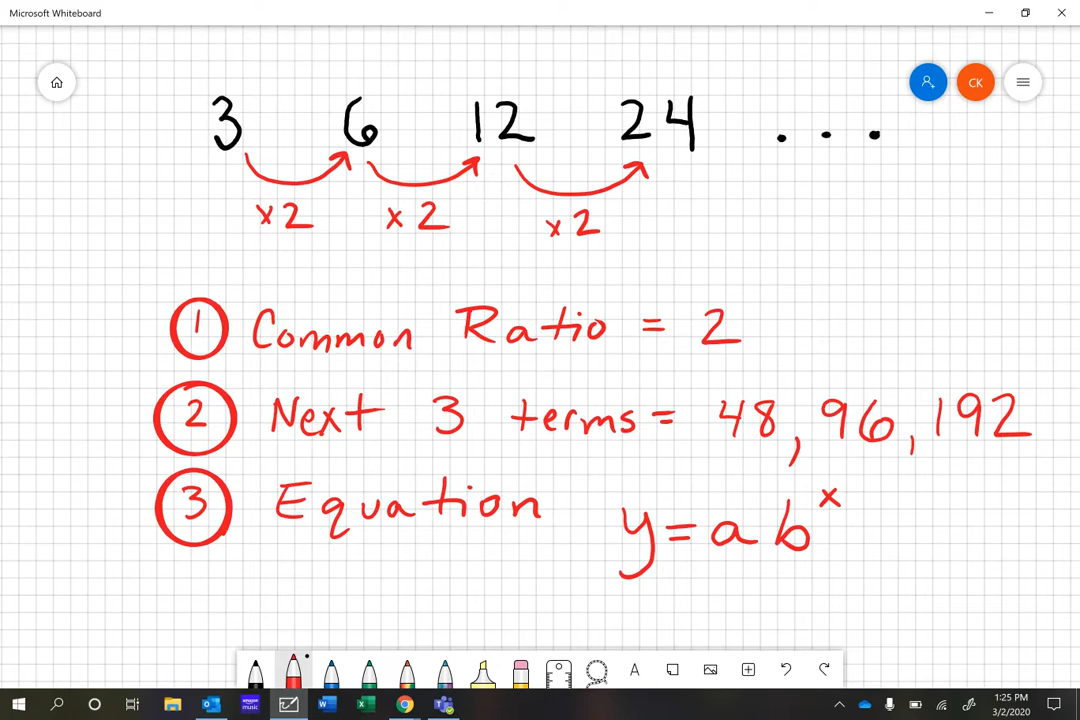 Microsoft Whiteboard
CK
3 6 12 24 ...
x2 x2 x2
1 Common Ratio = 2
2 Next 3 terms = 48, 96, 192
3 Equation y = ab^x
A
1:25 PM
3/2/2020